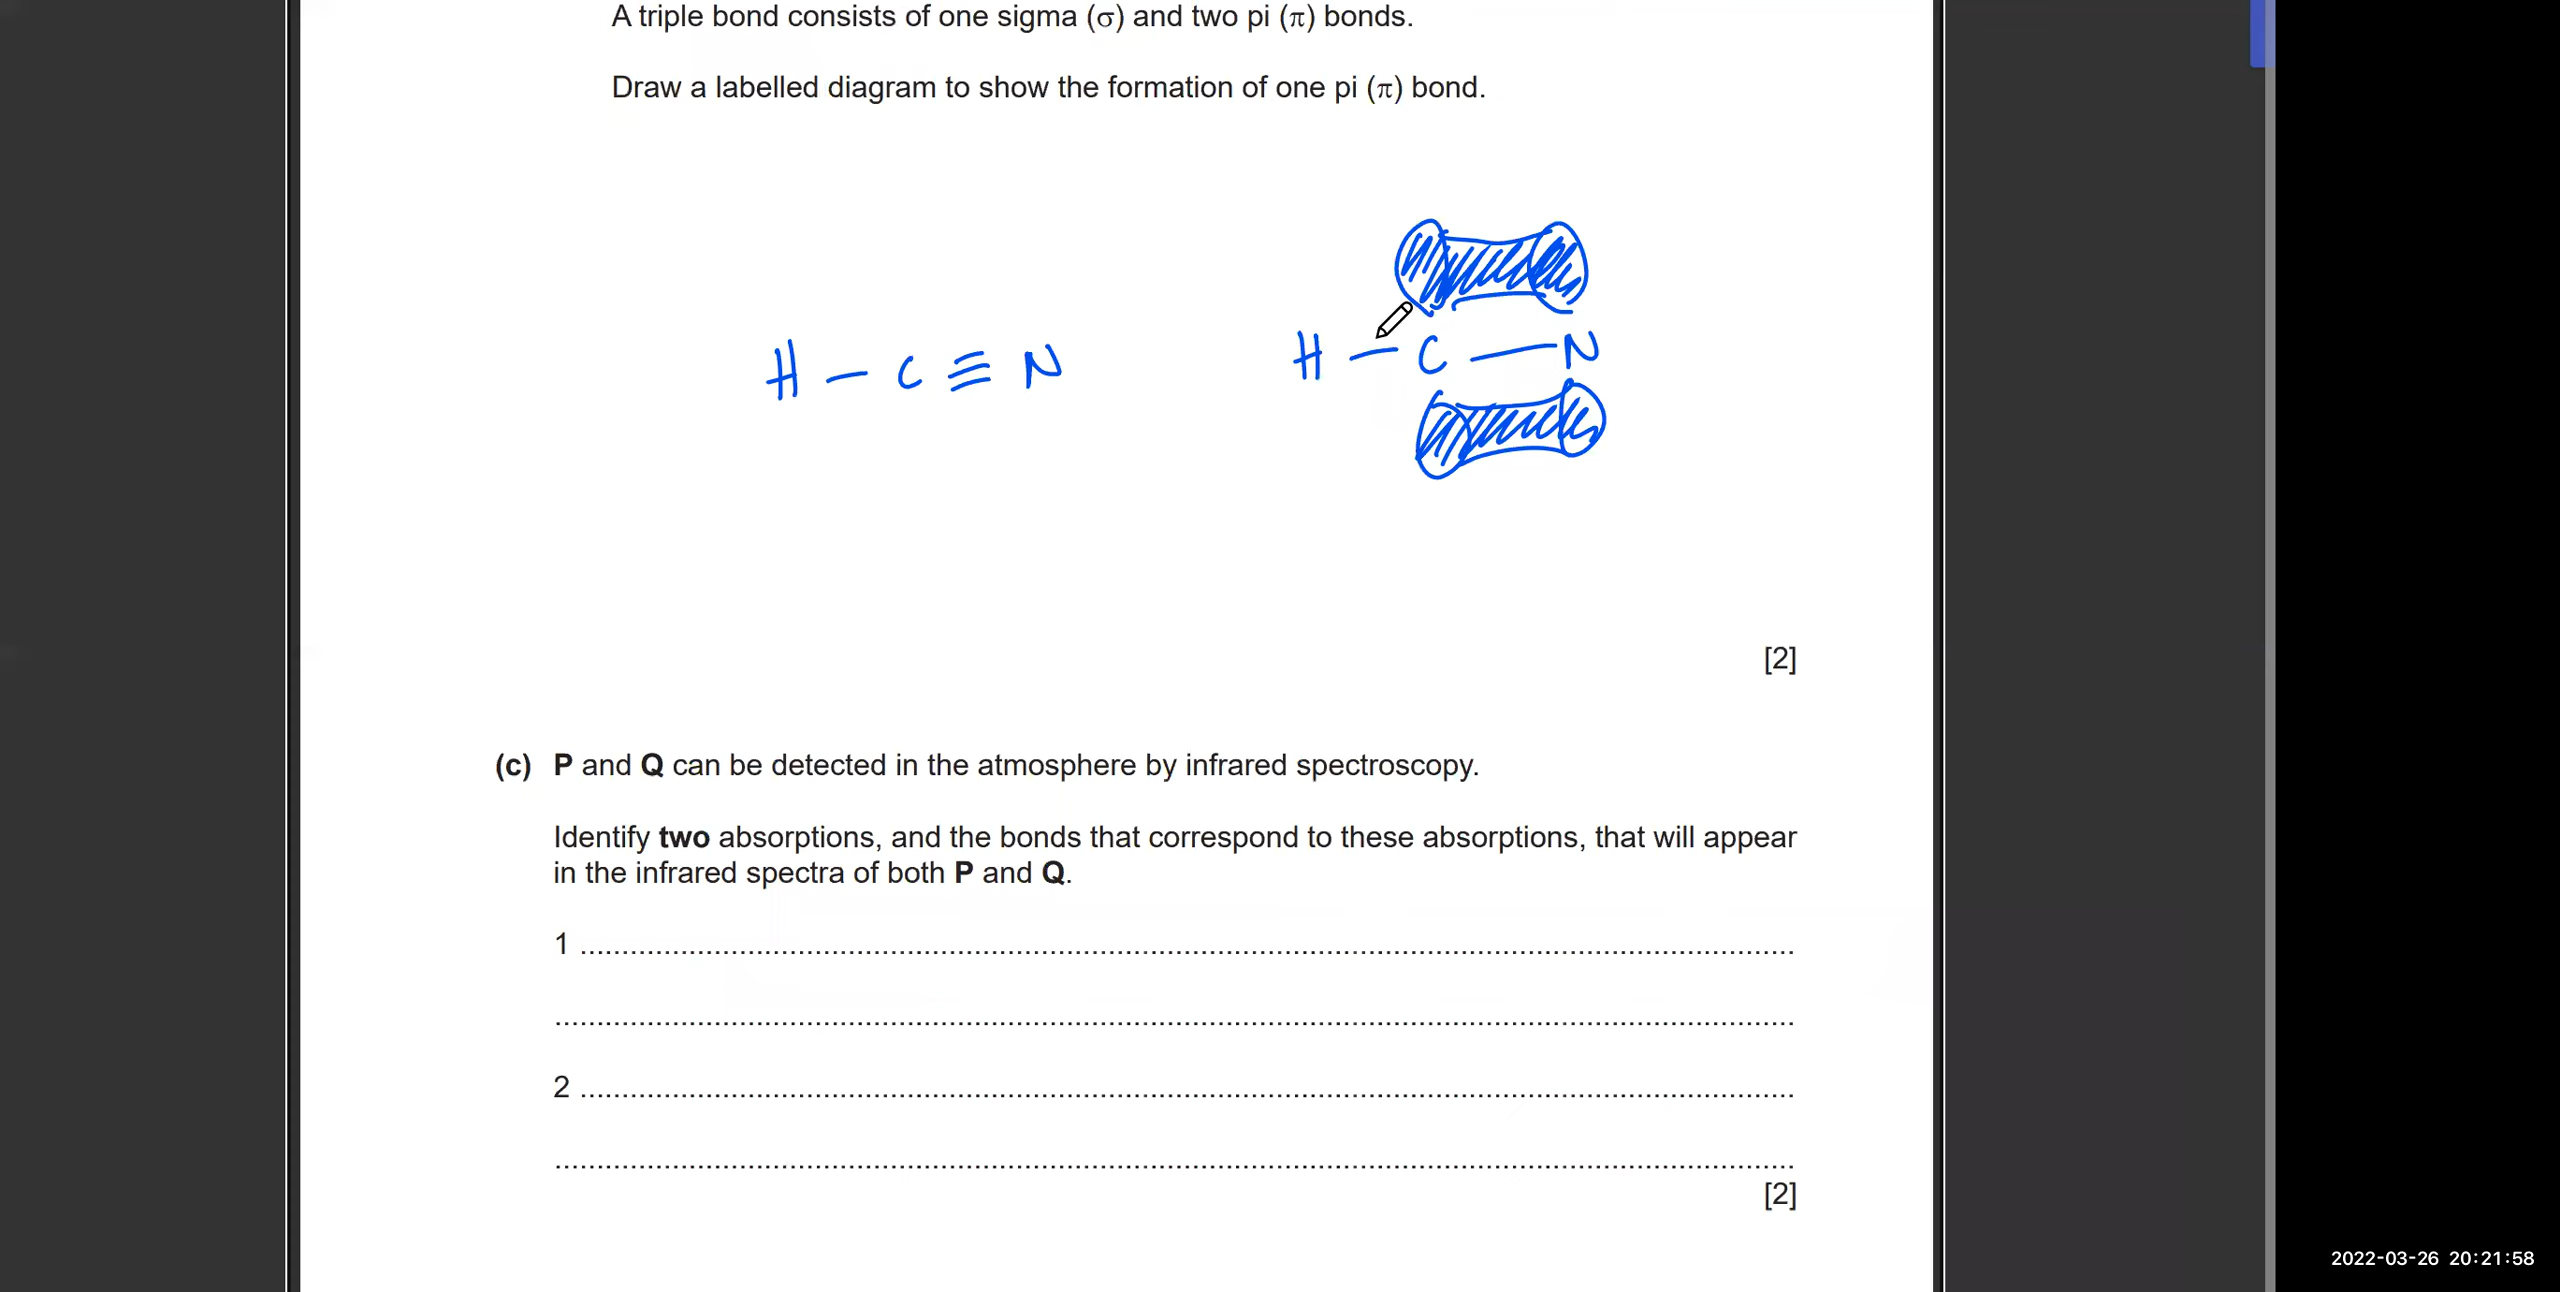 A triple bond consists of one sigma (σ) and two pi (π) bonds.
Draw a labelled diagram to show the formation of one pi (π) bond.
H — C ≡ N
H — C — N
[2]
(c) P and Q can be detected in the atmosphere by infrared spectroscopy.
Identify two absorptions, and the bonds that correspond to these absorptions, that will appear
in the infrared spectra of both P and Q.
1 ....................................................................................................
....................................................................................................
2 ....................................................................................................
....................................................................................................
[2]
2022-03-26 20:21:58